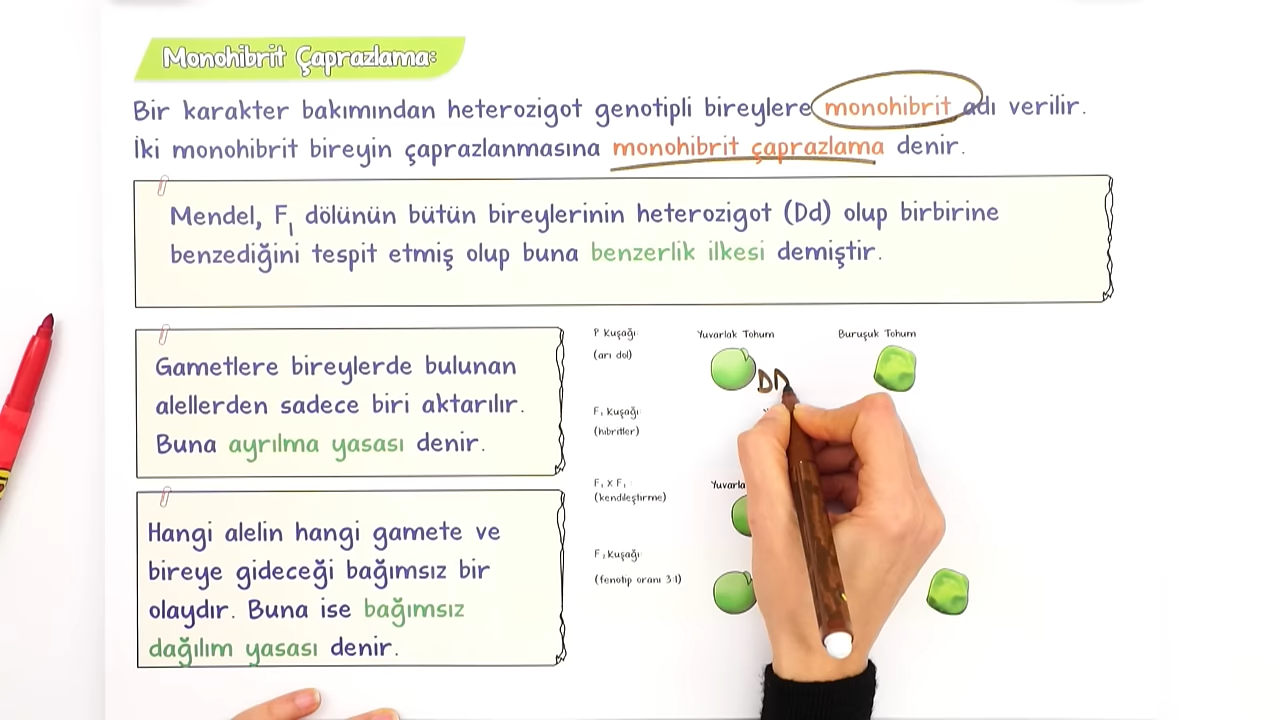 Monohibrit Çaprazlama:
Bir karakter bakımından heterozigot genotipli bireylere monohibrit adı verilir.
İki monohibrit bireyin çaprazlanmasına monohibrit çaprazlama denir.
Mendel, F₁ dölünün bütün bireylerinin heterozigot (Dd) olup birbirine
benzediğini tespit etmiş olup buna benzerlik ilkesi demiştir.
Gametlere bireylerde bulunan
alellerden sadece biri aktarılır.
Buna ayrılma yasası denir.
Hangi alelin hangi gamete ve
bireye gideceği bağımsız bir
olaydır. Buna ise bağımsız
dağılım yasası denir.
P Kuşağı:
(arı döl)
Yuvarlak Tohum
Buruşuk Tohum
DD
F₁ Kuşağı:
(hibritler)
F₁ x F₁ :
(kendileştirme)
Yuvarla
F₂ Kuşağı:
(fenotip oranı 3:1)